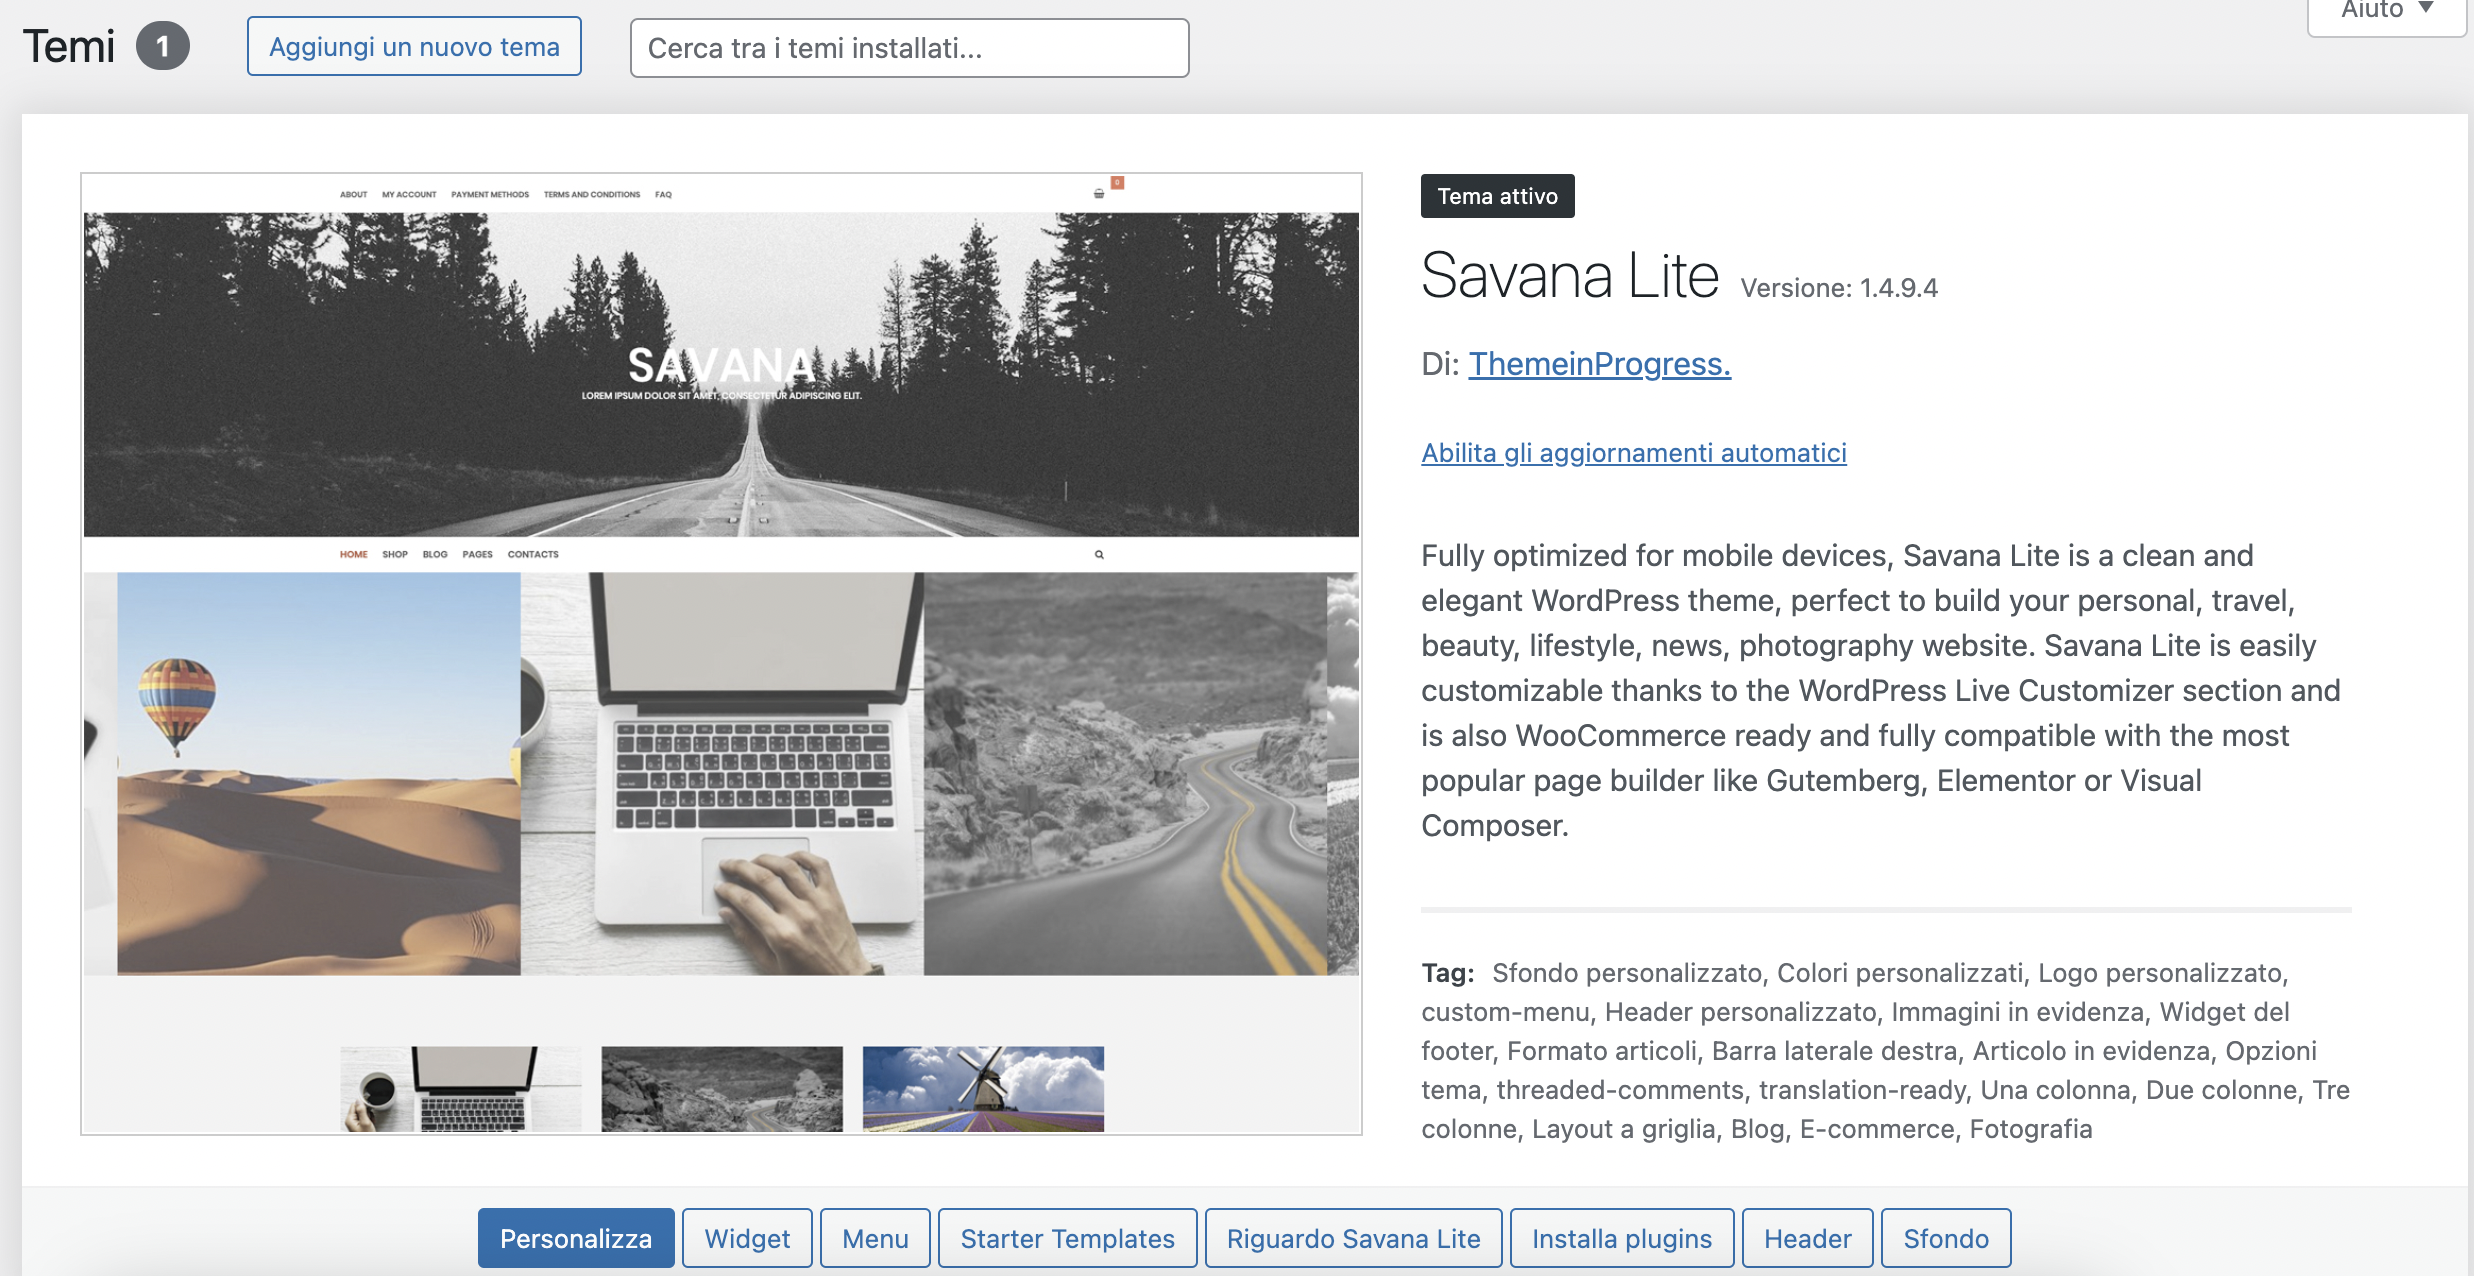 Aiuto
Temi 1 Aggiungi un nuovo tema Cerca tra i temi installati...
ABOUT MY ACCOUNT PAYMENT METHODS TERMS AND CONDITIONS FAQ 0
SAVANA
LOREM IPSUM DOLOR SIT AMET, CONSECTETUR ADIPISCING ELIT.
HOME SHOP BLOG PAGES CONTACTS
Tema attivo
Savana Lite Versione: 1.4.9.4
Di: ThemeinProgress.
Abilita gli aggiornamenti automatici
Fully optimized for mobile devices, Savana Lite is a clean and
elegant WordPress theme, perfect to build your personal, travel,
beauty, lifestyle, news, photography website. Savana Lite is easily
customizable thanks to the WordPress Live Customizer section and
is also WooCommerce ready and fully compatible with the most
popular page builder like Gutemberg, Elementor or Visual
Composer.
Tag: Sfondo personalizzato, Colori personalizzati, Logo personalizzato,
custom-menu, Header personalizzato, Immagini in evidenza, Widget del
footer, Formato articoli, Barra laterale destra, Articolo in evidenza, Opzioni
tema, threaded-comments, translation-ready, Una colonna, Due colonne, Tre
colonne, Layout a griglia, Blog, E-commerce, Fotografia
Personalizza Widget Menu Starter Templates Riguardo Savana Lite Installa plugins Header Sfondo